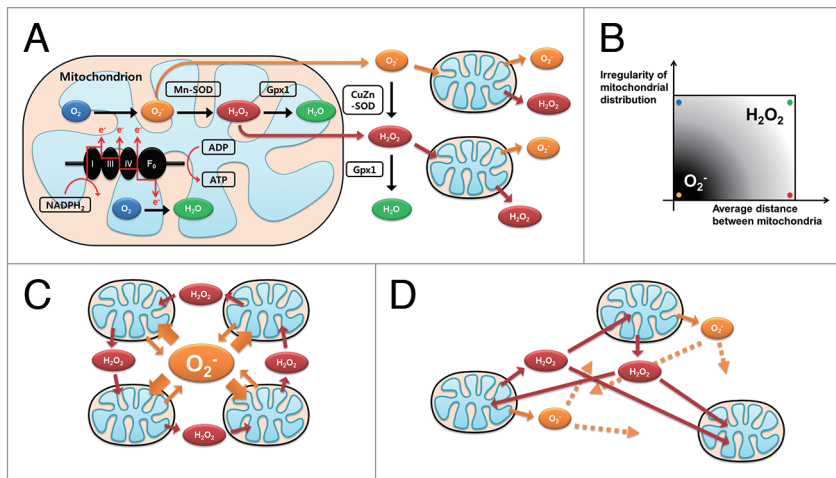 A
Mitochondrion
Mn-SOD
Gpx1
O₂
O₂⁻
H₂O₂
H₂O
e⁻
e⁻
e⁻
I
III
IV
F₀
ADP
ATP
NADPH₂
e⁻
O₂
H₂O
O₂⁻
CuZn
-SOD
H₂O₂
Gpx1
H₂O
O₂⁻
H₂O₂
O₂⁻
H₂O₂
B
Irregularity of
mitochondrial
distribution
H₂O₂
O₂⁻
Average distance
between mitochondria
C
H₂O₂
H₂O₂
O₂⁻
H₂O₂
H₂O₂
D
O₂⁻
H₂O₂
H₂O₂
O₂⁻